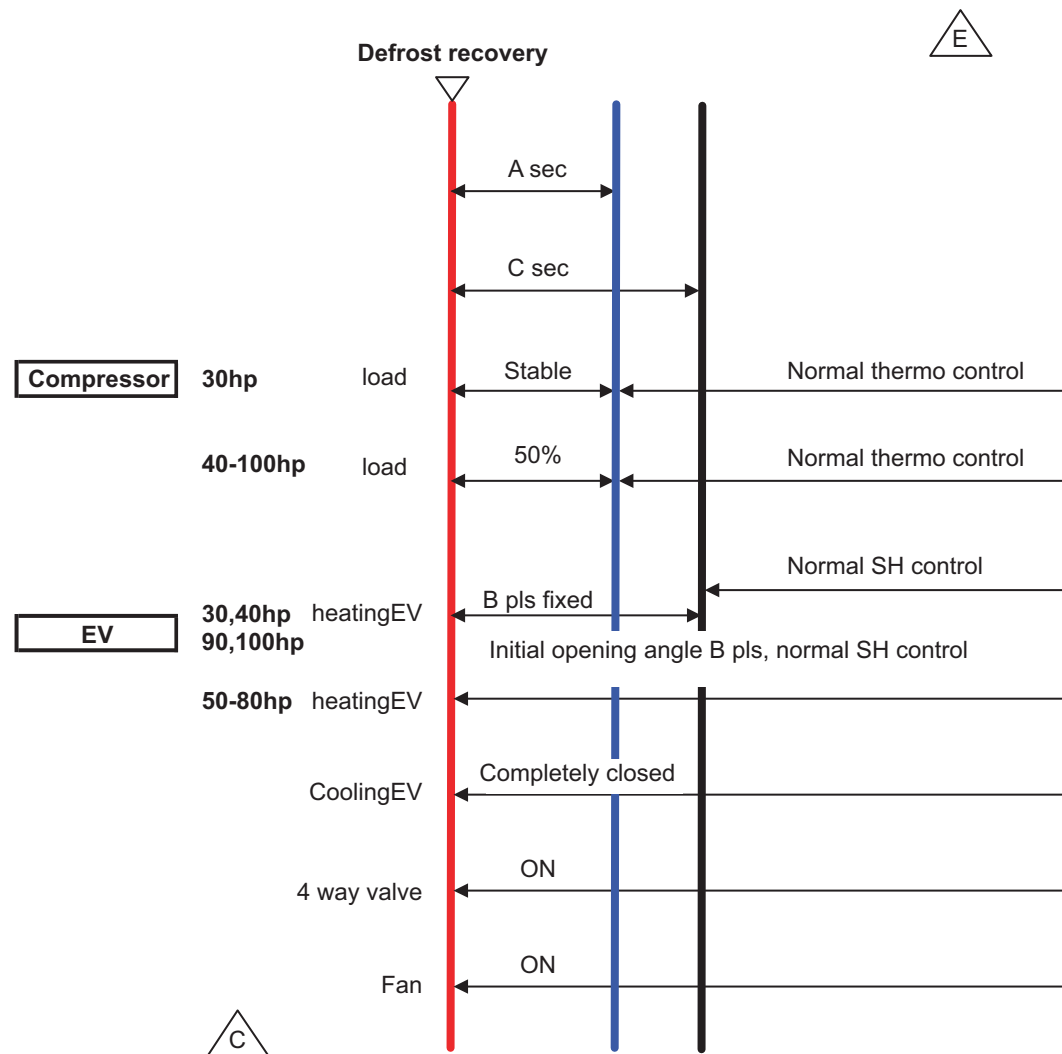 E
Defrost recovery
A sec
C sec
Compressor 30hp load Stable Normal thermo control
40-100hp load 50% Normal thermo control
Normal SH control
EV 30,40hp heatingEV B pls fixed
90,100hp
Initial opening angle B pls, normal SH control
50-80hp heatingEV
CoolingEV Completely closed
4 way valve ON
Fan ON
C